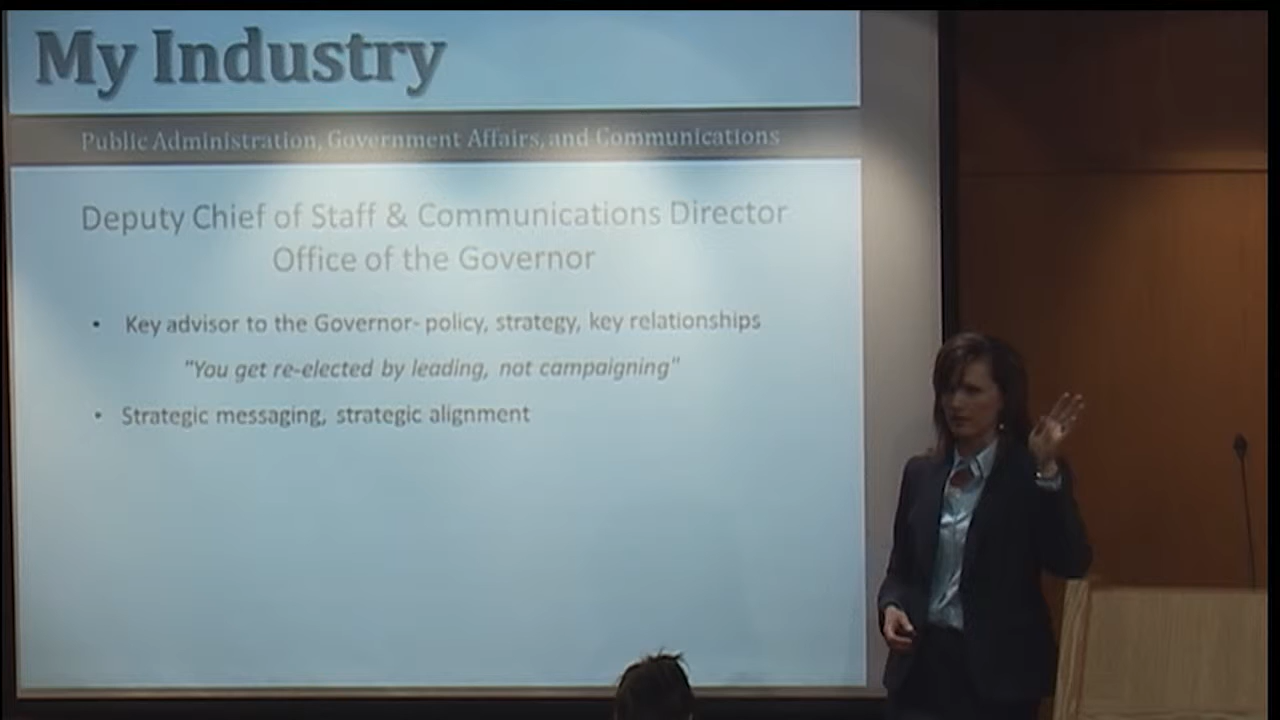 My Industry
Public Administration, Government Affairs, and Communications
Deputy Chief of Staff & Communications Director
Office of the Governor
• Key advisor to the Governor- policy, strategy, key relationships
"You get re-elected by leading, not campaigning"
• Strategic messaging, strategic alignment